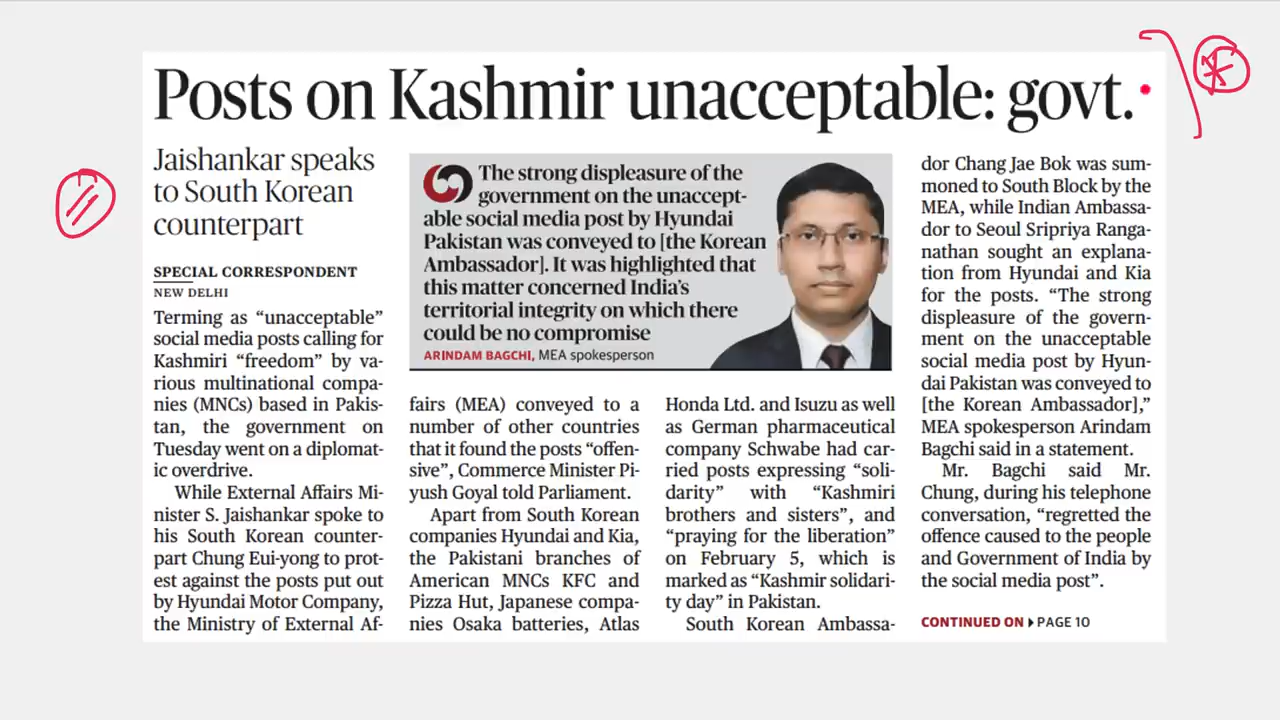 Posts on Kashmir unacceptable: govt.
Jaishankar speaks
to South Korean
counterpart
SPECIAL CORRESPONDENT
NEW DELHI
Terming as “unacceptable”
social media posts calling for
Kashmiri “freedom” by va-
rious multinational compa-
nies (MNCs) based in Pakis-
tan, the government on
Tuesday went on a diplomat-
ic overdrive.
While External Affairs Mi-
nister S. Jaishankar spoke to
his South Korean counter-
part Chung Eui-yong to prot-
est against the posts put out
by Hyundai Motor Company,
the Ministry of External Af-
The strong displeasure of the
government on the unaccept-
able social media post by Hyundai
Pakistan was conveyed to [the Korean
Ambassador]. It was highlighted that
this matter concerned India’s
territorial integrity on which there
could be no compromise
ARINDAM BAGCHI, MEA spokesperson
fairs (MEA) conveyed to a
number of other countries
that it found the posts “offen-
sive”, Commerce Minister Pi-
yush Goyal told Parliament.
Apart from South Korean
companies Hyundai and Kia,
the Pakistani branches of
American MNCs KFC and
Pizza Hut, Japanese compa-
nies Osaka batteries, Atlas
Honda Ltd. and Isuzu as well
as German pharmaceutical
company Schwabe had car-
ried posts expressing “soli-
darity” with “Kashmiri
brothers and sisters”, and
“praying for the liberation”
on February 5, which is
marked as “Kashmir solidari-
ty day” in Pakistan.
South Korean Ambassa-
dor Chang Jae Bok was sum-
moned to South Block by the
MEA, while Indian Ambassa-
dor to Seoul Sripriya Ranga-
nathan sought an explana-
tion from Hyundai and Kia
for the posts. “The strong
displeasure of the govern-
ment on the unacceptable
social media post by Hyun-
dai Pakistan was conveyed to
[the Korean Ambassador],”
MEA spokesperson Arindam
Bagchi said in a statement.
Mr. Bagchi said Mr.
Chung, during his telephone
conversation, “regretted the
offence caused to the people
and Government of India by
the social media post”.
CONTINUED ON PAGE 10